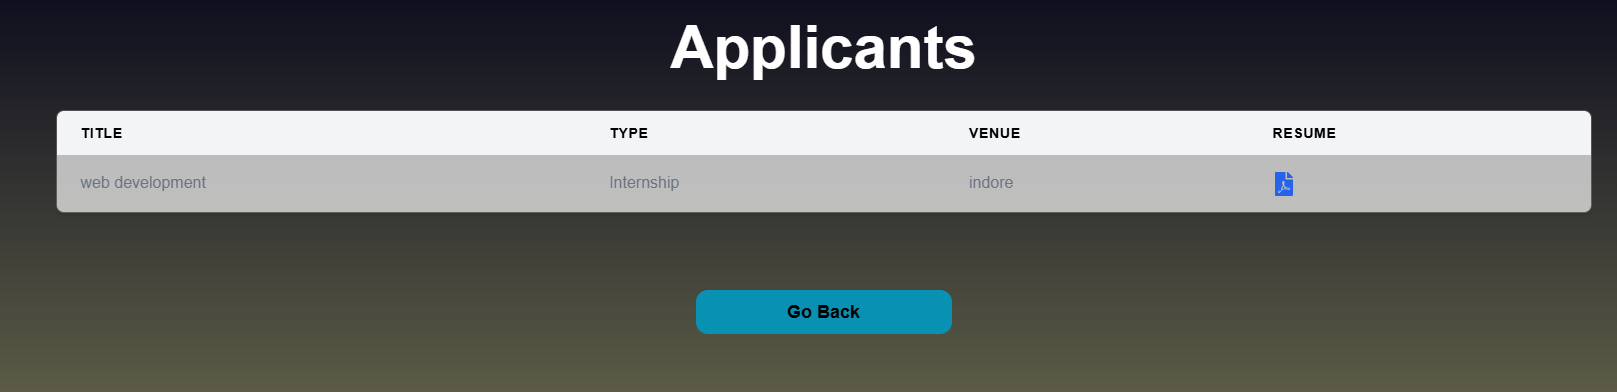 Applicants
TITLE TYPE VENUE RESUME
web development Internship indore
Go Back